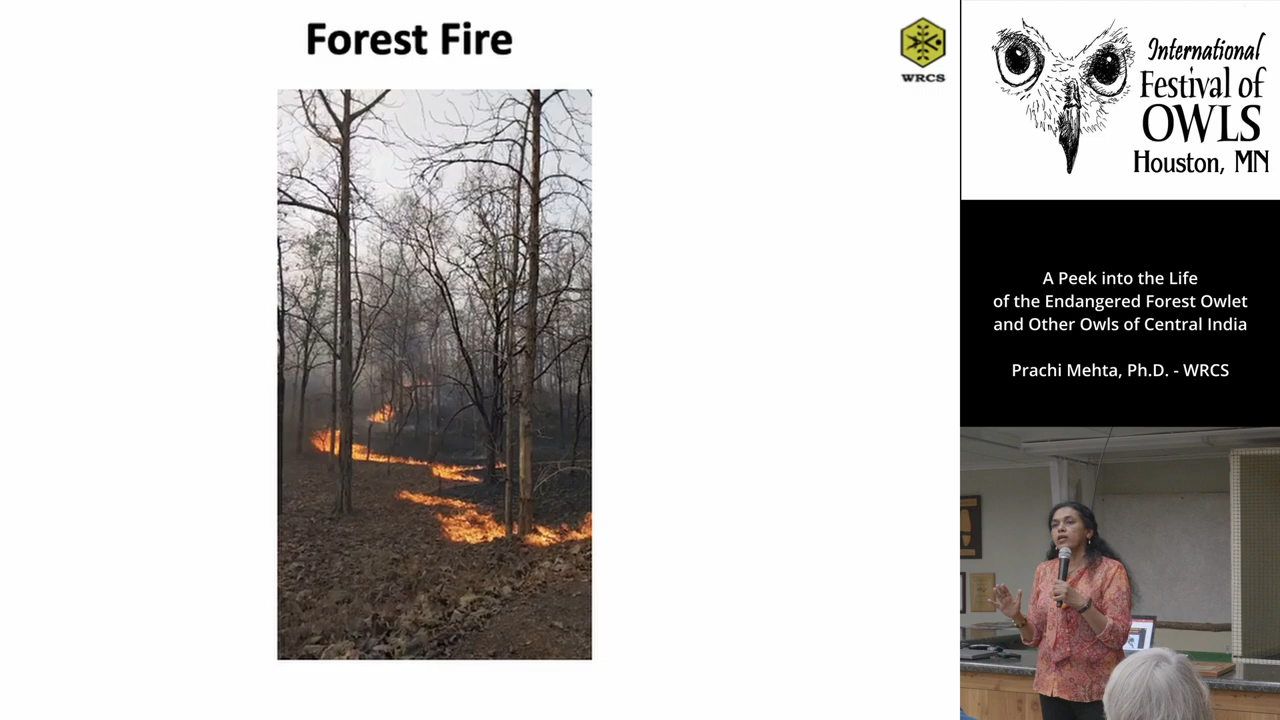 Forest Fire
WRCS
International
Festival of
OWLS
Houston, MN
A Peek into the Life
of the Endangered Forest Owlet
and Other Owls of Central India
Prachi Mehta, Ph.D. - WRCS